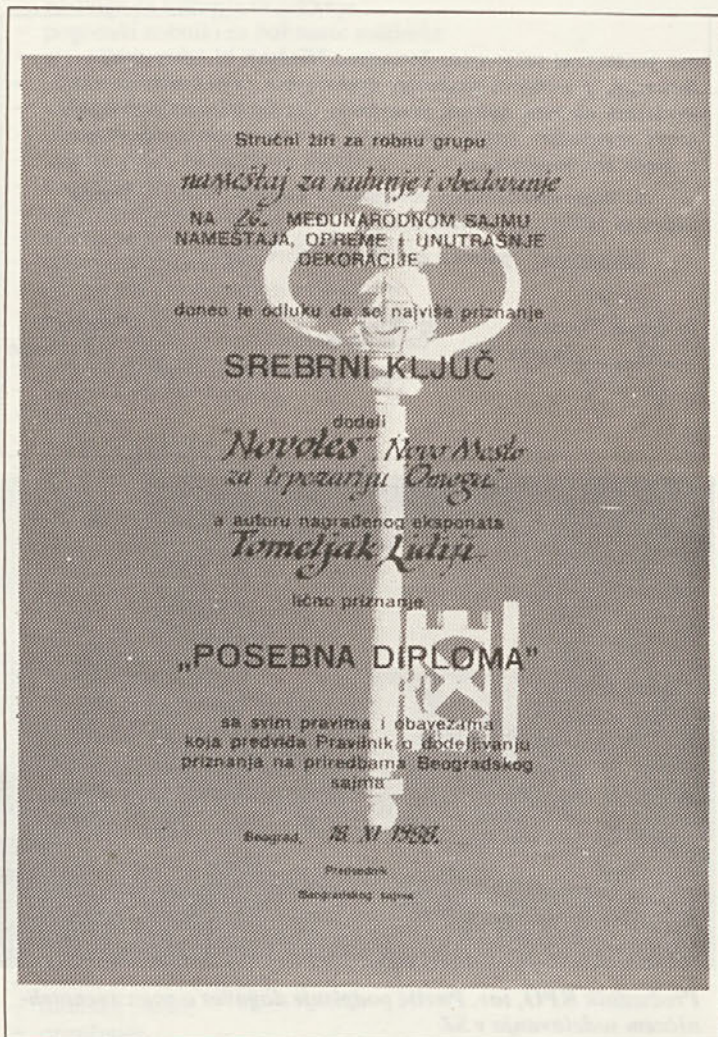 Stručni žiri za robnu grupu
nameštaj za kuhinje i obedovanje
NA 26. MEĐUNARODNOM SAJMU
NAMEŠTAJA, OPREME I UNUTRAŠNJE
DEKORACIJE
doneo je odluku da se najviše priznanje
SREBRNI KLJUČ
dodeli
"Novoles" Novo Mesto
za trpezariju "Omega"
a autoru nagrađenog eksponata
Tomeljak Lidiji
lično priznanje
„POSEBNA DIPLOMA"
sa svim pravima i obavezama
koja predviđa Pravilnik o dodeljivanju
priznanja na priredbama Beogradskog
sajma
Beograd, 18 XI 1988.
Predsednik
Beogradskog sajma